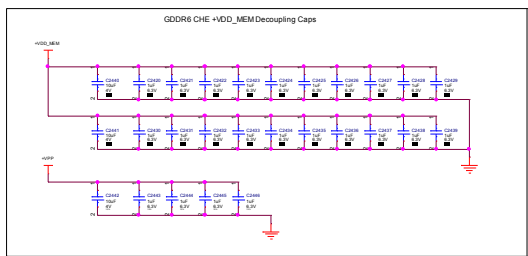 GDDR6 CHE +VDD_MEM Decoupling Caps
+VDD_MEM
C2440 C2420 C2421 C2422 C2423 C2424 C2425 C2426 C2427 C2428 C2429
10uF 1uF 1uF 1uF 1uF 1uF 1uF 1uF 1uF 1uF 1uF
4V 6.3V 6.3V 6.3V 6.3V 6.3V 6.3V 6.3V 6.3V 6.3V 6.3V
C2441 C2430 C2431 C2432 C2433 C2434 C2435 C2436 C2437 C2438 C2439
10uF 1uF 1uF 1uF 1uF 1uF 1uF 1uF 1uF 1uF 1uF
4V 6.3V 6.3V 6.3V 6.3V 6.3V 6.3V 6.3V 6.3V 6.3V 6.3V
+VPP
C2442 C2443 C2444 C2445 C2446
10uF 1uF 1uF 1uF 1uF
4V 6.3V 6.3V 6.3V 6.3V